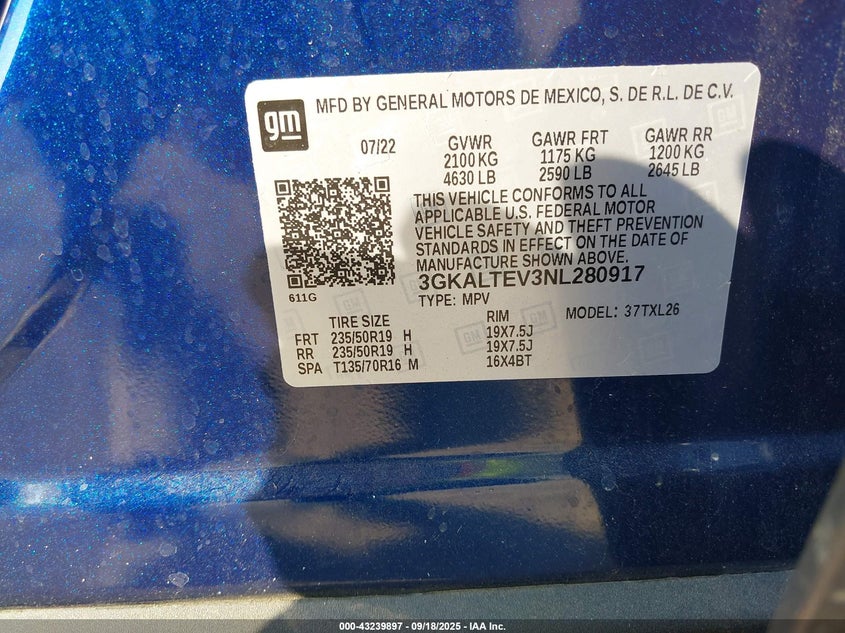 gm
MFD BY GENERAL MOTORS DE MEXICO, S. DE R.L. DE C.V.
07/22 GVWR GAWR FRT GAWR RR
2100 KG 1175 KG 1200 KG
4630 LB 2590 LB 2645 LB
THIS VEHICLE CONFORMS TO ALL
APPLICABLE U.S. FEDERAL MOTOR
VEHICLE SAFETY AND THEFT PREVENTION
STANDARDS IN EFFECT ON THE DATE OF
MANUFACTURE SHOWN ABOVE.
611G
3GKALTEV3NL280917
TYPE: MPV MODEL: 37TXL26
TIRE SIZE RIM
FRT 235/50R19 H 19X7.5J
RR 235/50R19 H 19X7.5J
SPA T135/70R16 M 16X4BT
000-43239897 - 09/18/2025 - IAA Inc.